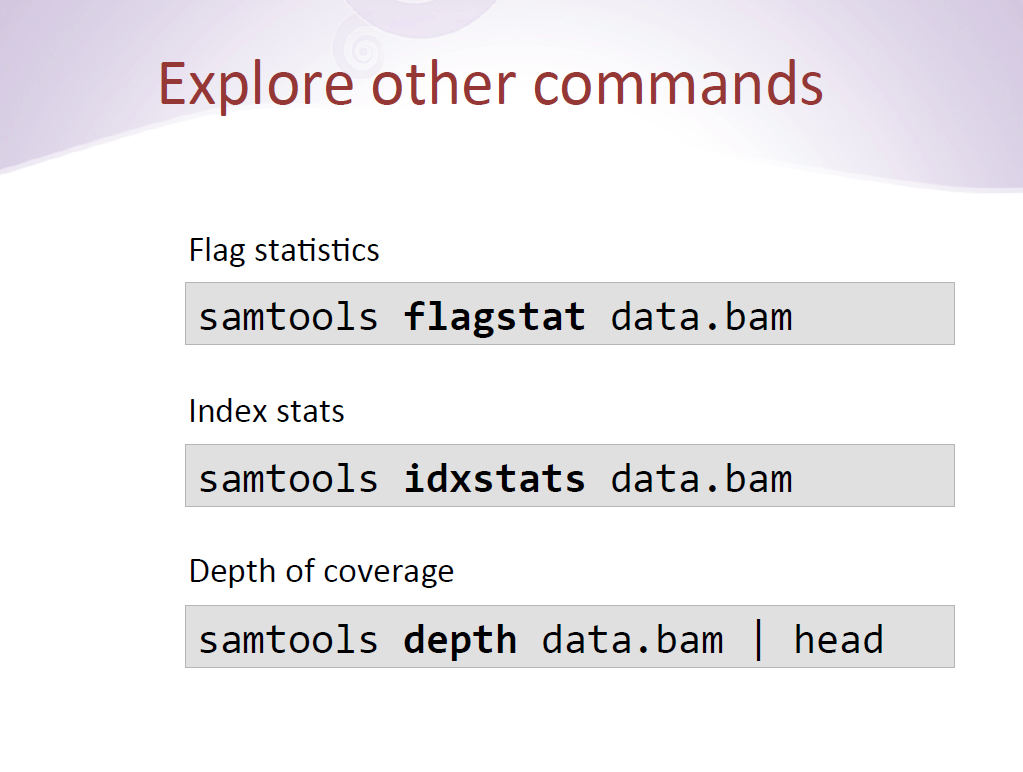 Explore other commands
Flag statistics
samtools flagstat data.bam
Index stats
samtools idxstats data.bam
Depth of coverage
samtools depth data.bam | head